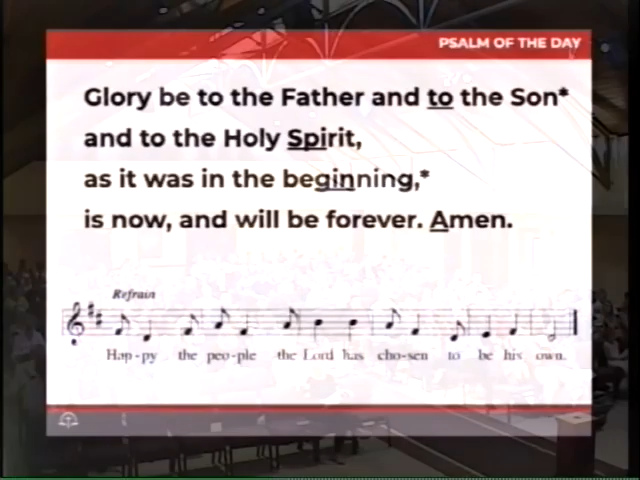 PSALM OF THE DAY
Glory be to the Father and to the Son*
and to the Holy Spirit,
as it was in the beginning,*
is now, and will be forever. Amen.
Refrain
Hap - py the peo - ple the Lord has cho - sen to be his own.